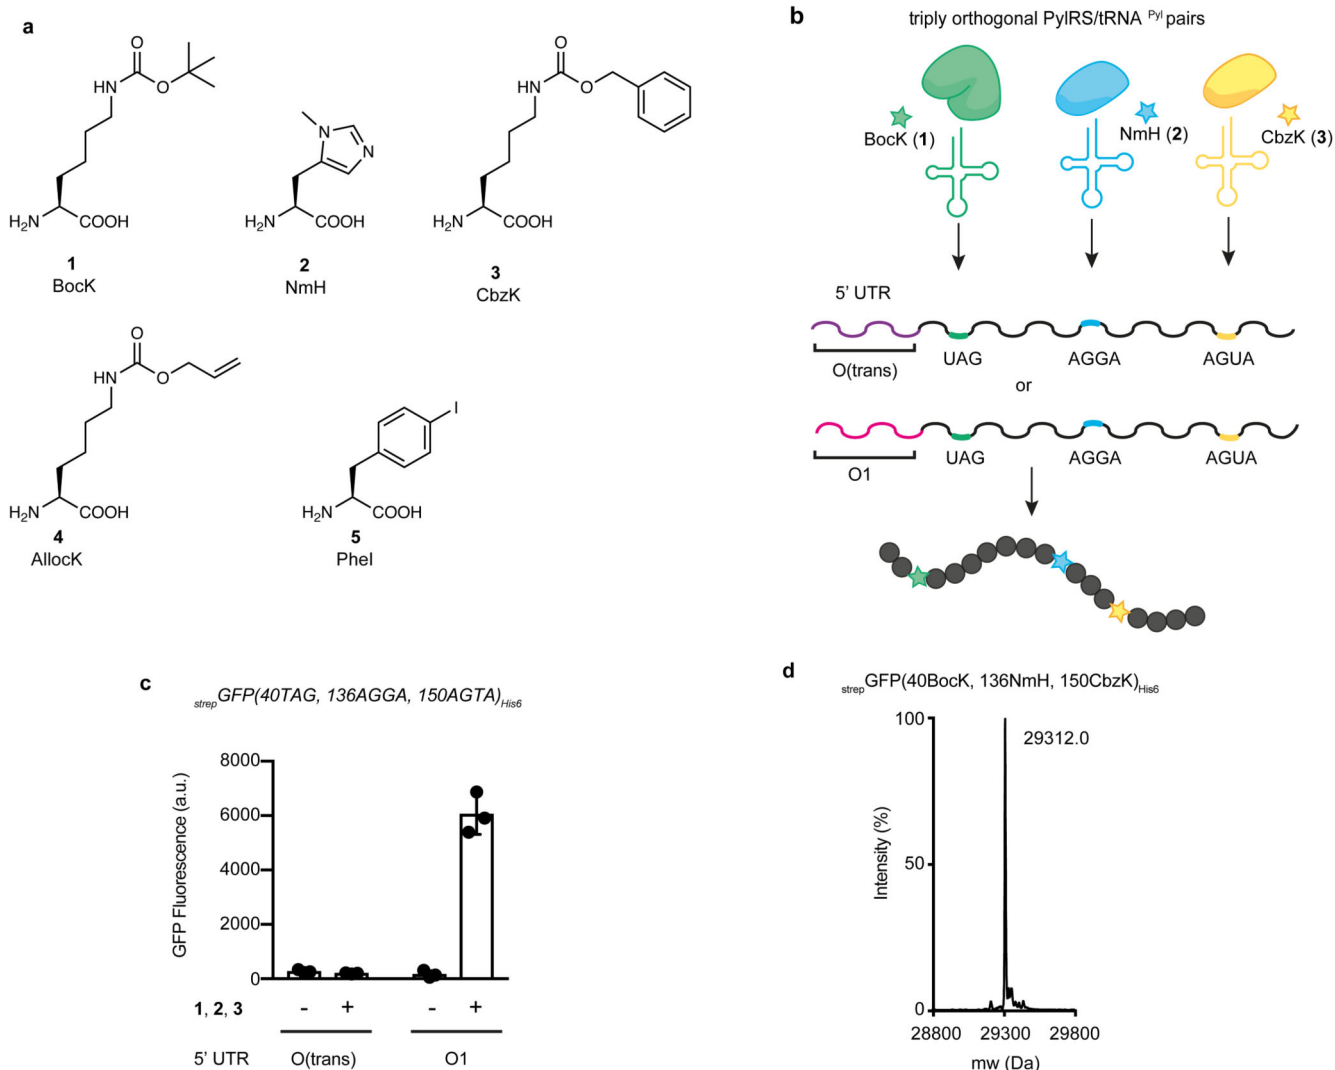 a
O
HN
O
H₂N
COOH
1
BocK
N
N
H₂N
COOH
2
NmH
O
HN
O
H₂N
COOH
3
CbzK
O
HN
O
H₂N
COOH
4
AllocK
I
H₂N
COOH
5
PheI
b
triply orthogonal PylRS/tRNA Pyl pairs
BocK (1)
NmH (2)
CbzK (3)
5' UTR
O(trans)
UAG
AGGA
AGUA
or
O1
UAG
AGGA
AGUA
c
strepGFP(40TAG, 136AGGA, 150AGTA)His6
GFP Fluorescence (a.u.)
8000
6000
4000
2000
0
1, 2, 3 - + - +
5' UTR O(trans) O1
d
strepGFP(40BocK, 136NmH, 150CbzK)His6
Intensity (%)
100
29312.0
50
0
28800 29300 29800
mw (Da)